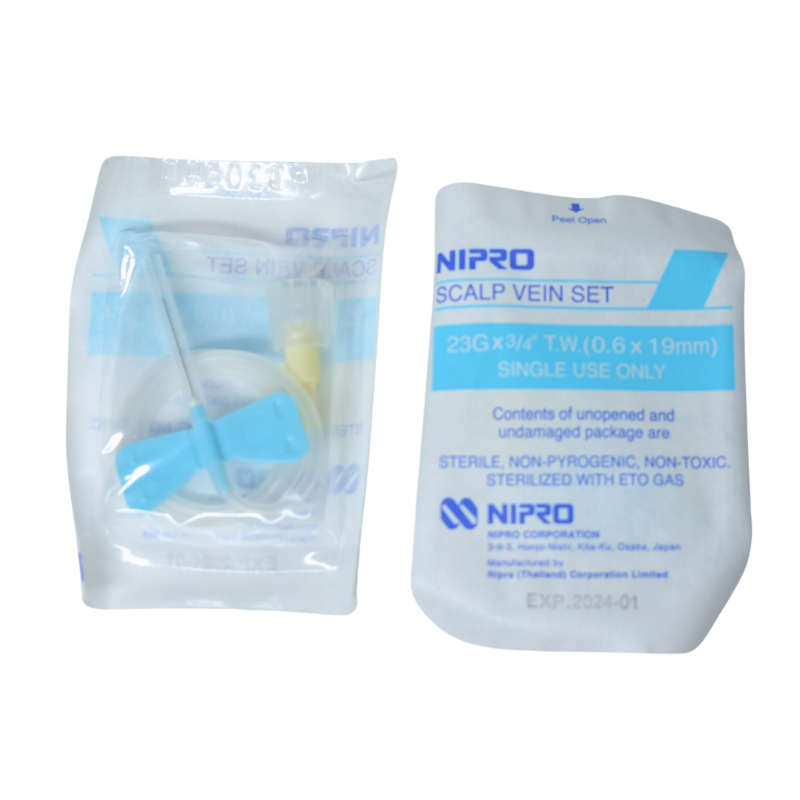 NIPRO
SCALP VEIN SET
Peel Open
NIPRO
SCALP VEIN SET
23G x 3/4" T.W. (0.6 x 19mm)
SINGLE USE ONLY
Contents of unopened and
undamaged package are
STERILE, NON-PYROGENIC, NON-TOXIC.
STERILIZED WITH ETO GAS
NIPRO
NIPRO CORPORATION
3-9-3, Honjo-Nishi, Kita-Ku, Osaka, Japan
Manufactured by
Nipro (Thailand) Corporation Limited
EXP.2024-01